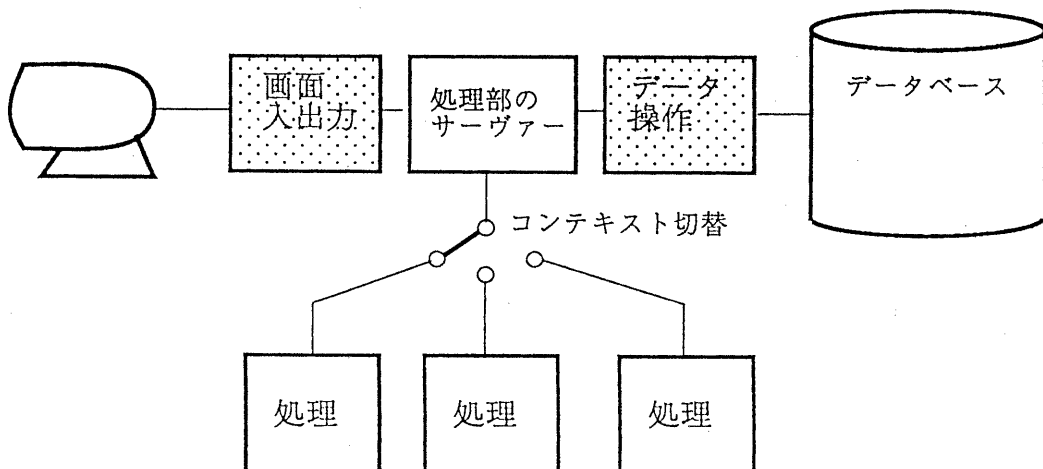 画面
入出力
処理部の
サーヴァー
データ
操作
データベース
コンテキスト切替
処理
処理
処理